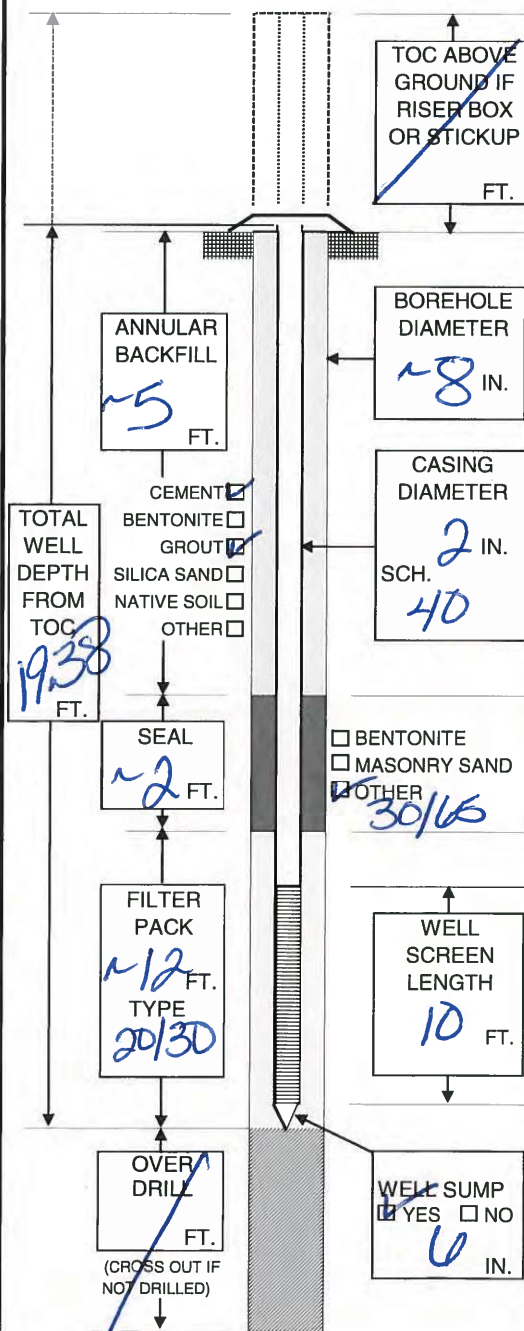 TOC ABOVE
GROUND IF
RISER BOX
OR STICKUP
FT.
ANNULAR
BACKFILL
~5
FT.
BOREHOLE
DIAMETER
~8 IN.
CEMENT
BENTONITE
GROUT
SILICA SAND
NATIVE SOIL
OTHER
CASING
DIAMETER
2 IN.
SCH.
40
TOTAL
WELL
DEPTH
FROM
TOC
19.38
FT.
SEAL
~2 FT.
BENTONITE
MASONRY SAND
OTHER
30/65
FILTER
PACK
~12 FT.
TYPE
20/30
WELL
SCREEN
LENGTH
10 FT.
OVER
DRILL
FT.
(CROSS OUT IF
NOT DRILLED)
WELL SUMP
YES NO
6 IN.